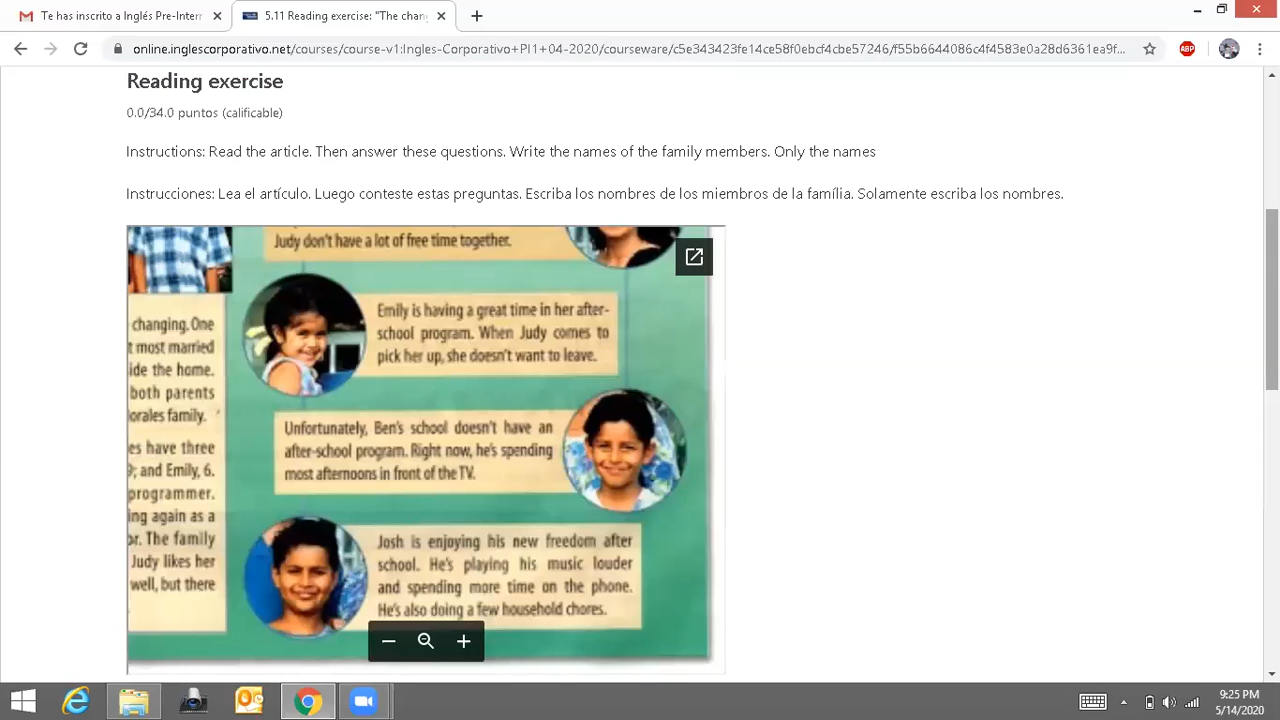 Te has inscrito a Inglés Pre-Interr
5.11 Reading exercise: "The chan
online.inglescorporativo.net/courses/course-v1:Ingles-Corporativo+PI1+04-2020/courseware/c5e343423fe14ce58f0ebcf4cbe57246/f55b6644086c4f4583e0a28d6361ea9f...
ABP
Reading exercise
0.0/34.0 puntos (calificable)
Instructions: Read the article. Then answer these questions. Write the names of the family members. Only the names
Instrucciones: Lea el artículo. Luego conteste estas preguntas. Escriba los nombres de los miembros de la família. Solamente escriba los nombres.
Judy don't have a lot of free time together.
changing. One
t most married
ide the home.
both parents
orales family.
es have three
9; and Emily, 6.
programmer.
ing again as a
or. The family
Judy likes her
well, but there
Emily is having a great time in her after-
school program. When Judy comes to
pick her up, she doesn't want to leave.
Unfortunately, Ben's school doesn't have an
after-school program. Right now, he's spending
most afternoons in front of the TV.
Josh is enjoying his new freedom after
school. He's playing his music louder
and spending more time on the phone.
He's also doing a few household chores.
9:25 PM
5/14/2020